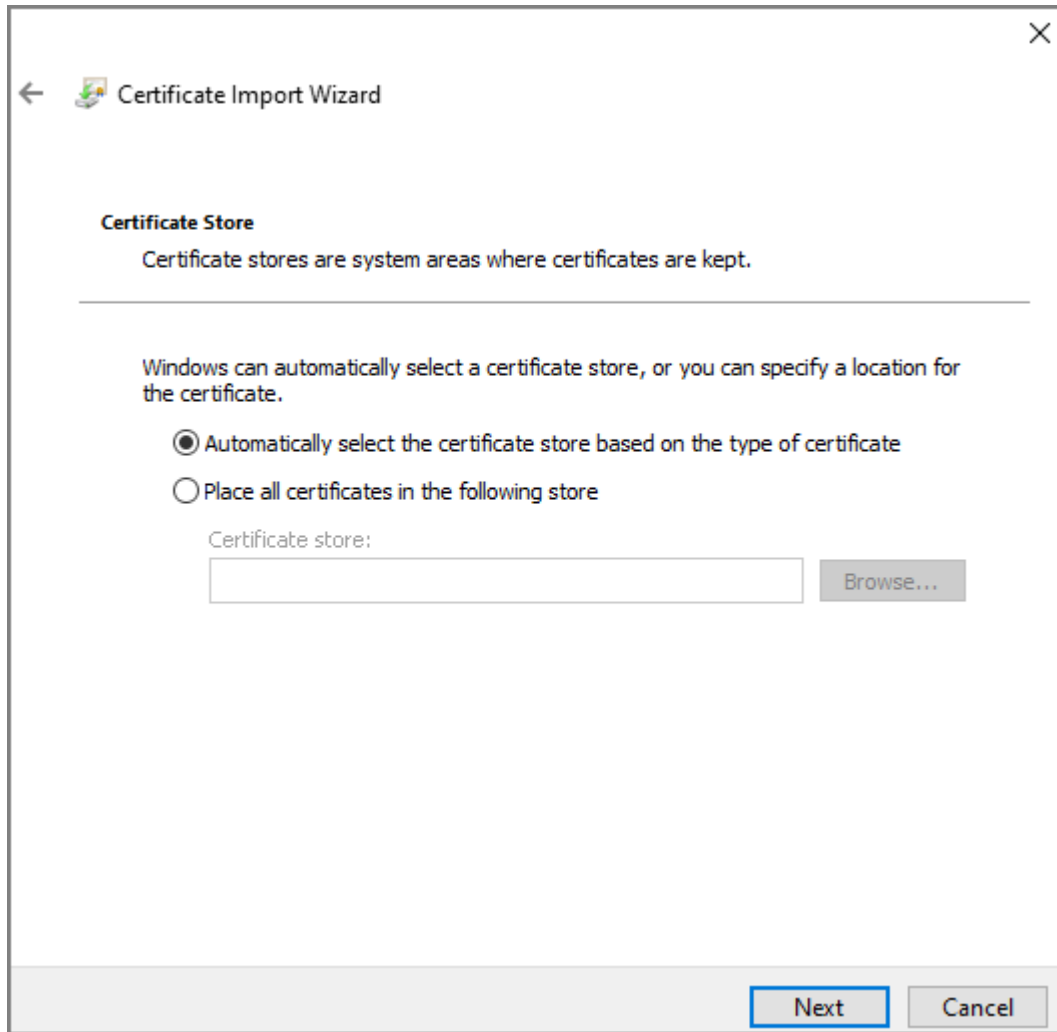 Certificate Import Wizard
Certificate Store
Certificate stores are system areas where certificates are kept.
Windows can automatically select a certificate store, or you can specify a location for
the certificate.
Automatically select the certificate store based on the type of certificate
Place all certificates in the following store
Certificate store:
Browse...
Next
Cancel